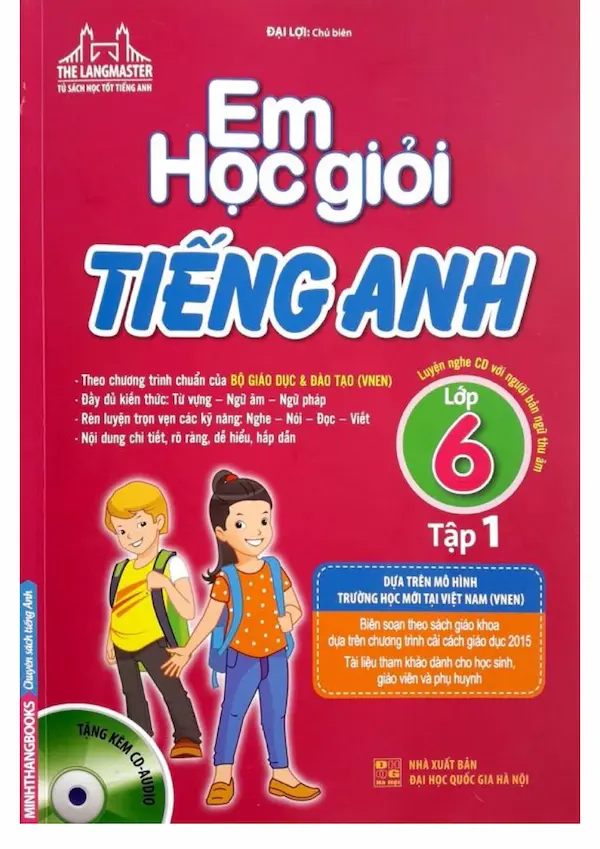 ĐẠI LỢI: Chủ biên
THE LANGMASTER
TỦ SÁCH HỌC TỐT TIẾNG ANH
Em
Học giỏi
TIẾNG ANH
- Theo chương trình chuẩn của BỘ GIÁO DỤC & ĐÀO TẠO (VNEN)
- Đầy đủ kiến thức: Từ vựng – Ngữ âm – Ngữ pháp
- Rèn luyện trọn vẹn các kỹ năng: Nghe – Nói – Đọc – Viết
- Nội dung chi tiết, rõ ràng, dễ hiểu, hấp dẫn
Luyện nghe CD với người bản ngữ thu âm
Lớp
6
Tập 1
DỰA TRÊN MÔ HÌNH
TRƯỜNG HỌC MỚI TẠI VIỆT NAM (VNEN)
Biên soạn theo sách giáo khoa
dựa trên chương trình cải cách giáo dục 2015
Tài liệu tham khảo dành cho học sinh,
giáo viên và phụ huynh
MINHTHANGBOOKS Chuyên sách tiếng Anh
TẶNG KÈM CD-AUDIO
ĐH
QG
Hà Nội
NHÀ XUẤT BẢN
ĐẠI HỌC QUỐC GIA HÀ NỘI